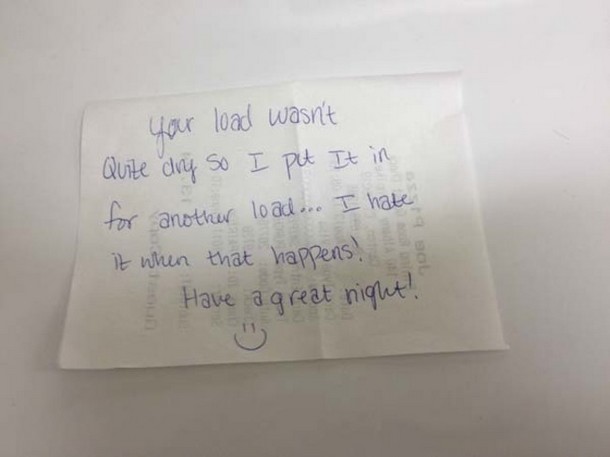 Your load wasn't
Quite dry so I put It in
for another load... I hate
it when that happens!
Have a great night!